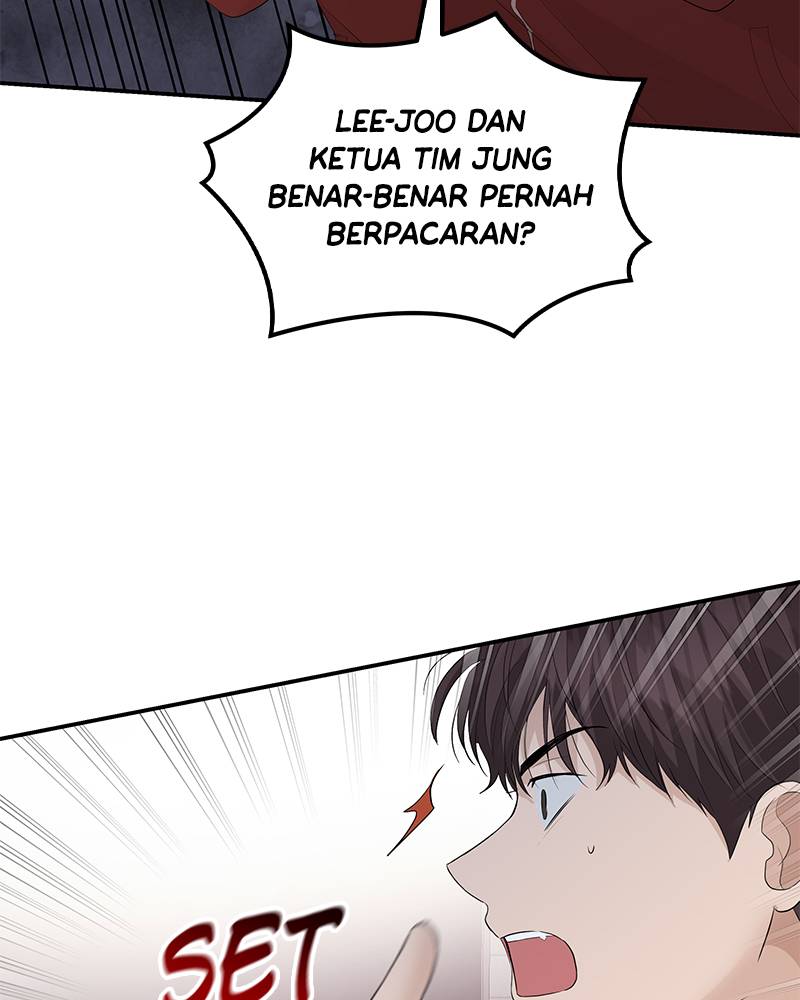 LEE-JOO DAN
KETUA TIM JUNG
BENAR-BENAR PERNAH
BERPACARAN?
SET